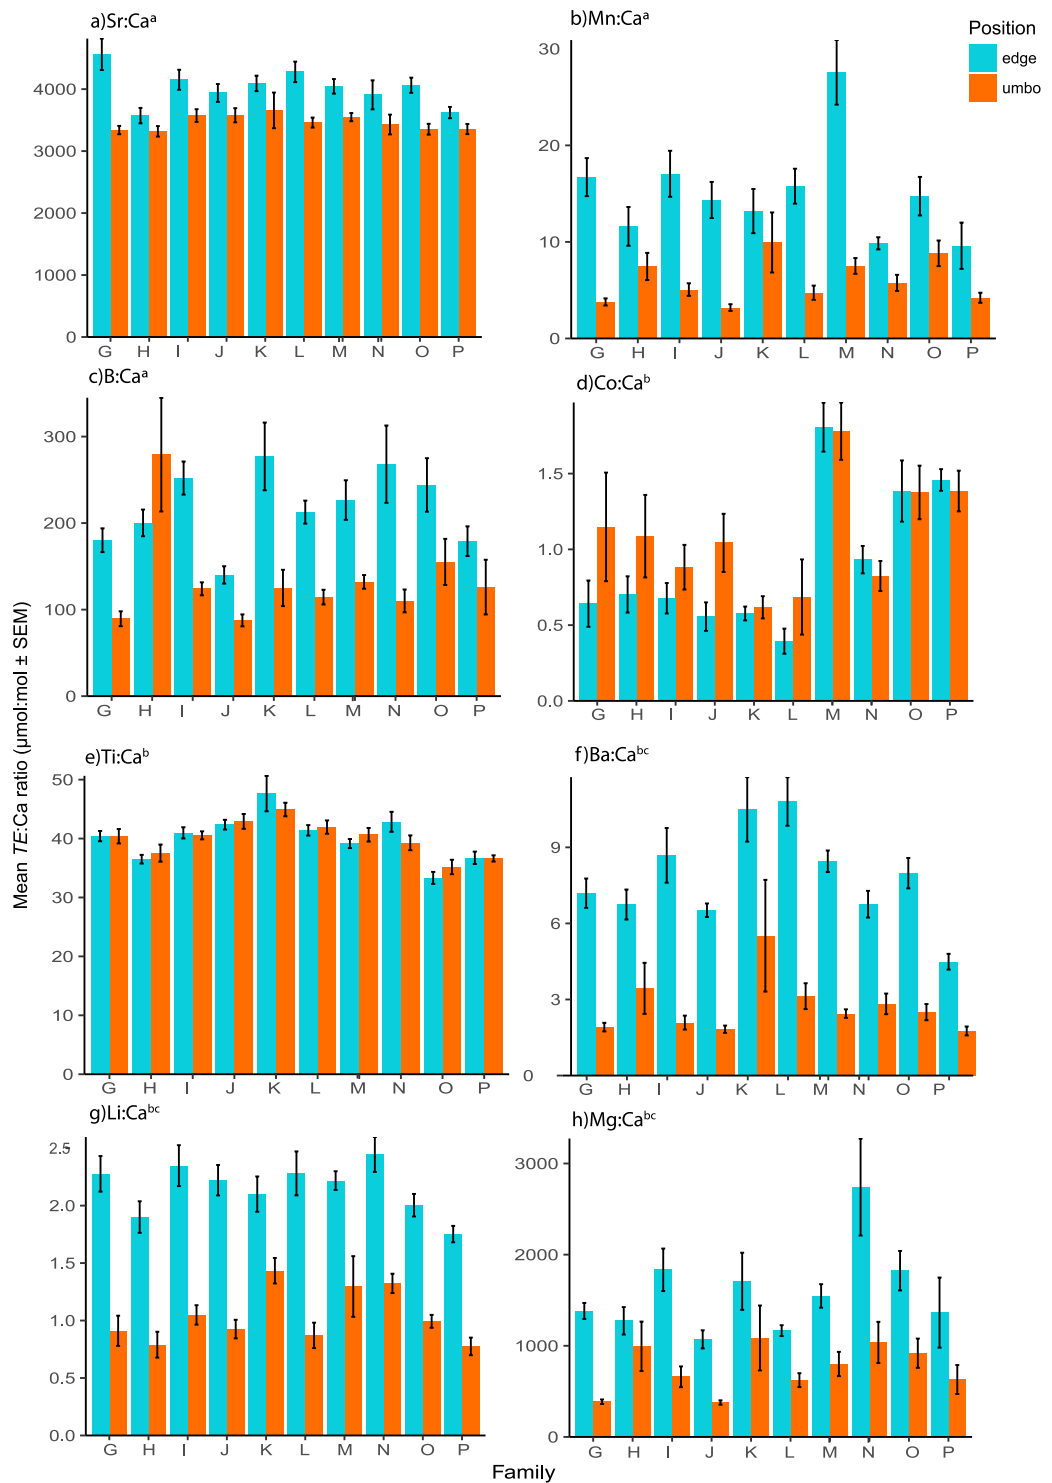 a)Sr:Caᵃ
4000
3000
2000
1000
0
G H I J K L M N O P
b)Mn:Caᵃ
30
20
10
0
G H I J K L M N O P
Position
edge
umbo
c)B:Caᵃ
300
200
100
0
G H I J K L M N O P
d)Co:Caᵇ
1.5
1.0
0.5
0.0
G H I J K L M N O P
Mean TE:Ca ratio (µmol:mol ± SEM)
e)Ti:Caᵇ
50
40
30
20
10
0
G H I J K L M N O P
f)Ba:Caᵇᶜ
9
6
3
0
G H I J K L M N O P
g)Li:Caᵇᶜ
2.5
2.0
1.5
1.0
0.5
0.0
G H I J K L M N O P
h)Mg:Caᵇᶜ
3000
2000
1000
0
G H I J K L M N O P
Family